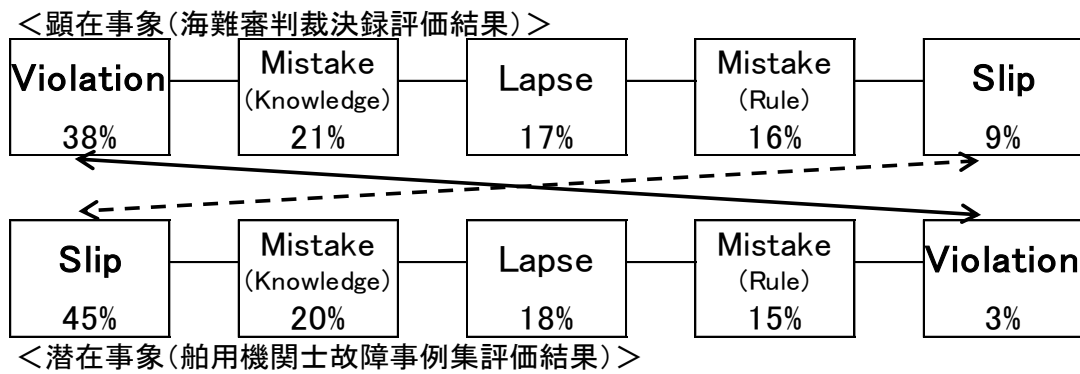 ＜顕在事象（海難審判裁決録評価結果）＞
Violation
38%
Mistake
(Knowledge)
21%
Lapse
17%
Mistake
(Rule)
16%
Slip
9%
Slip
45%
Mistake
(Knowledge)
20%
Lapse
18%
Mistake
(Rule)
15%
Violation
3%
＜潜在事象（舶用機関士故障事例集評価結果）＞